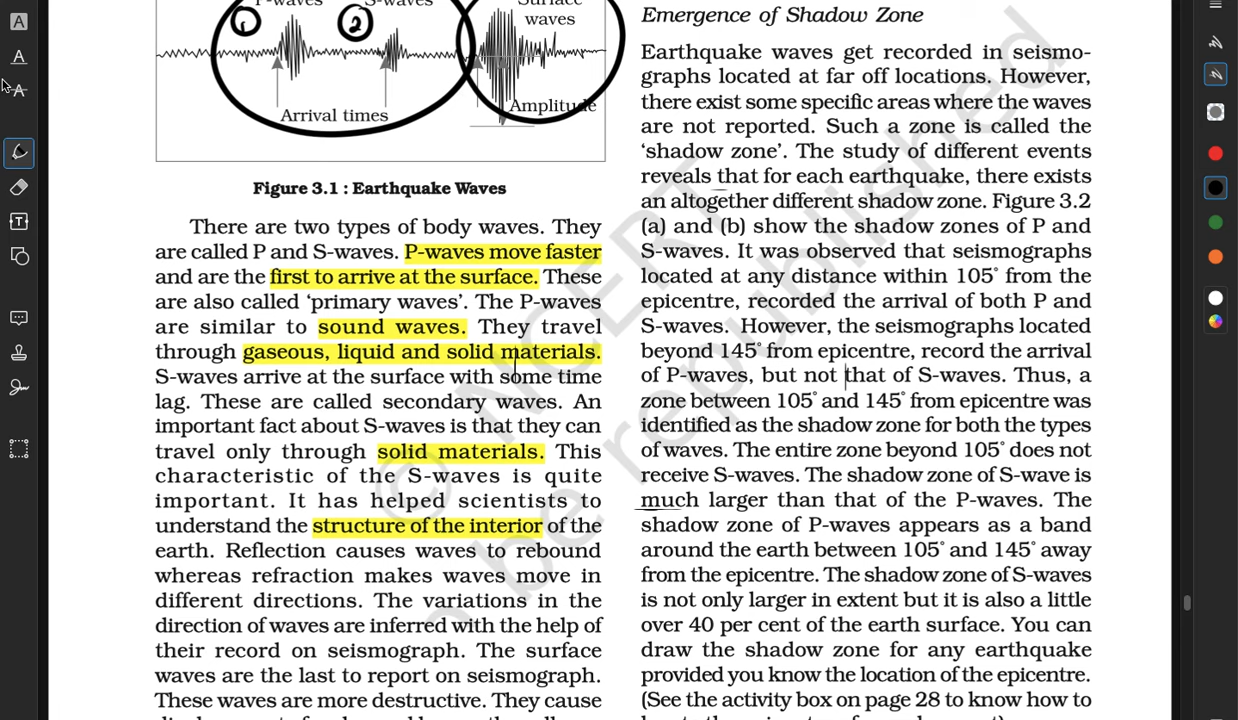 P-waves
S-waves
Surface
waves
1
2
Arrival times
Amplitude
Figure 3.1 : Earthquake Waves
There are two types of body waves. They
are called P and S-waves. P-waves move faster
and are the first to arrive at the surface. These
are also called ‘primary waves’. The P-waves
are similar to sound waves. They travel
through gaseous, liquid and solid materials.
S-waves arrive at the surface with some time
lag. These are called secondary waves. An
important fact about S-waves is that they can
travel only through solid materials. This
characteristic of the S-waves is quite
important. It has helped scientists to
understand the structure of the interior of the
earth. Reflection causes waves to rebound
whereas refraction makes waves move in
different directions. The variations in the
direction of waves are inferred with the help of
their record on seismograph. The surface
waves are the last to report on seismograph.
These waves are more destructive. They cause
Emergence of Shadow Zone
Earthquake waves get recorded in seismo-
graphs located at far off locations. However,
there exist some specific areas where the waves
are not reported. Such a zone is called the
‘shadow zone’. The study of different events
reveals that for each earthquake, there exists
an altogether different shadow zone. Figure 3.2
(a) and (b) show the shadow zones of P and
S-waves. It was observed that seismographs
located at any distance within 105° from the
epicentre, recorded the arrival of both P and
S-waves. However, the seismographs located
beyond 145° from epicentre, record the arrival
of P-waves, but not that of S-waves. Thus, a
zone between 105° and 145° from epicentre was
identified as the shadow zone for both the types
of waves. The entire zone beyond 105° does not
receive S-waves. The shadow zone of S-wave is
much larger than that of the P-waves. The
shadow zone of P-waves appears as a band
around the earth between 105° and 145° away
from the epicentre. The shadow zone of S-waves
is not only larger in extent but it is also a little
over 40 per cent of the earth surface. You can
draw the shadow zone for any earthquake
provided you know the location of the epicentre.
(See the activity box on page 28 to know how to
© NCERT
be republished